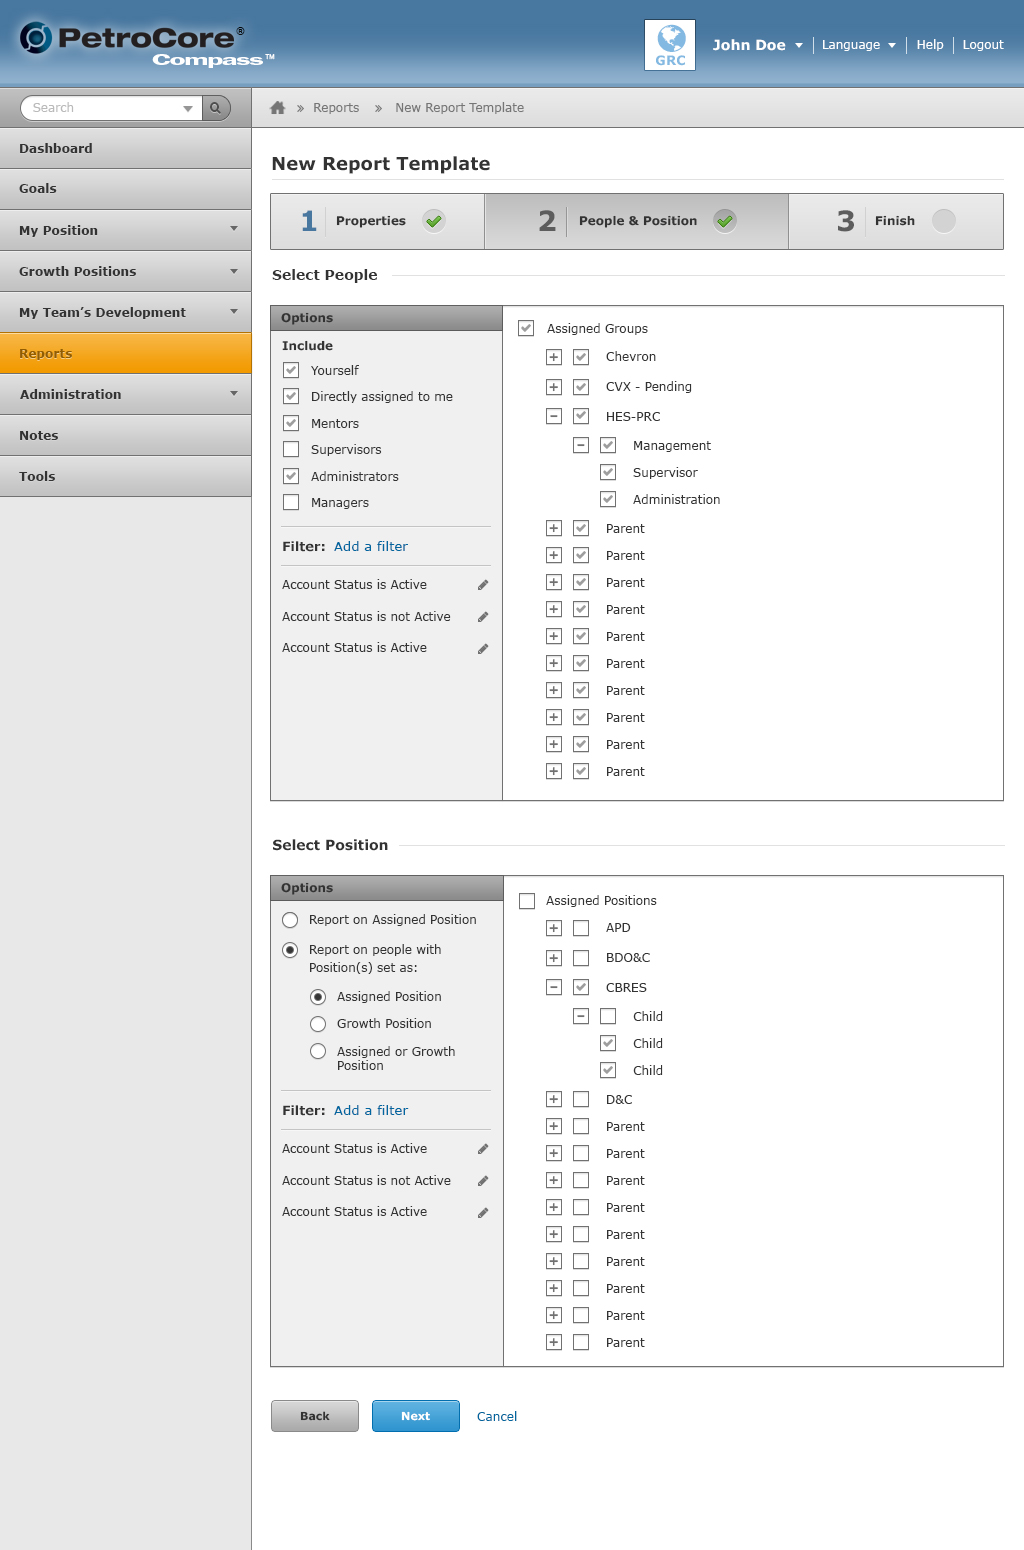 PetroCore®
Compass™
GRC
John Doe
Language
Help
Logout
Search
» Reports » New Report Template
Dashboard
Goals
My Position
Growth Positions
My Team’s Development
Reports
Administration
Notes
Tools
New Report Template
1 Properties
2 People & Position
3 Finish
Select People
Options
Include
Yourself
Directly assigned to me
Mentors
Supervisors
Administrators
Managers
Filter: Add a filter
Account Status is Active
Account Status is not Active
Account Status is Active
Assigned Groups
Chevron
CVX - Pending
HES-PRC
Management
Supervisor
Administration
Parent
Parent
Parent
Parent
Parent
Parent
Parent
Parent
Parent
Parent
Select Position
Options
Report on Assigned Position
Report on people with
Position(s) set as:
Assigned Position
Growth Position
Assigned or Growth
Position
Filter: Add a filter
Account Status is Active
Account Status is not Active
Account Status is Active
Assigned Positions
APD
BDO&C
CBRES
Child
Child
Child
D&C
Parent
Parent
Parent
Parent
Parent
Parent
Parent
Parent
Parent
Back
Next
Cancel